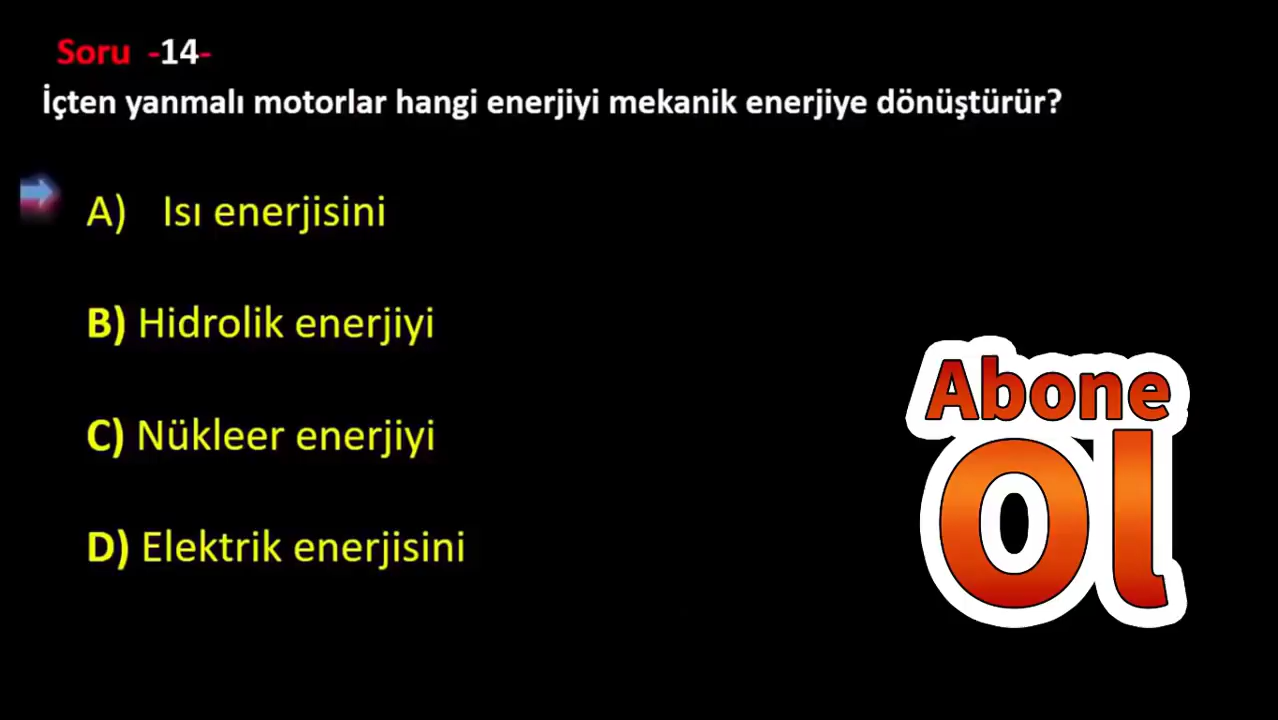 Soru -14-
İçten yanmalı motorlar hangi enerjiyi mekanik enerjiye dönüştürür?
A) Isı enerjisini
B) Hidrolik enerjiyi
C) Nükleer enerjiyi
D) Elektrik enerjisini
Abone
Ol